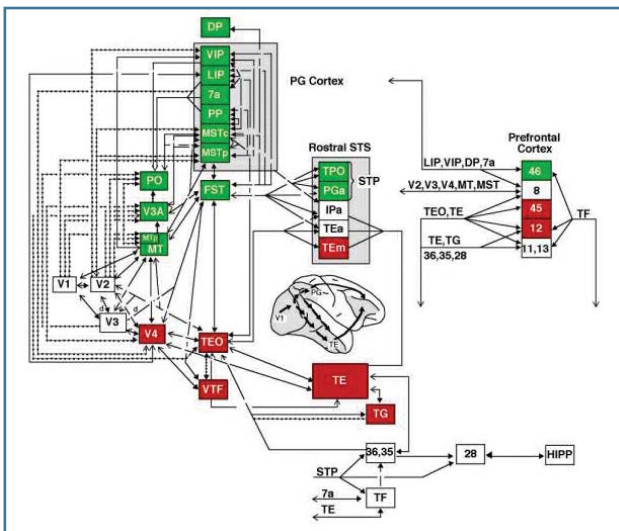 DP
VIP
LIP
7a
PP
MSTc
MSTp
PG Cortex
PO
V3A
MTp
MT
FST
Rostral STS
TPO
PGa
STP
IPa
TEa
TEm
Prefrontal
Cortex
LIP,VIP,DP,7a
46
V2,V3,V4,MT,MST
8
TEO,TE
45
12
TF
TE,TG
36,35,28
11,13
V1
V2
V3
d
d
V4
TEO
VTF
PG
V1
TE
TE
TG
36,35
28
HIPP
STP
7a
TF
TE